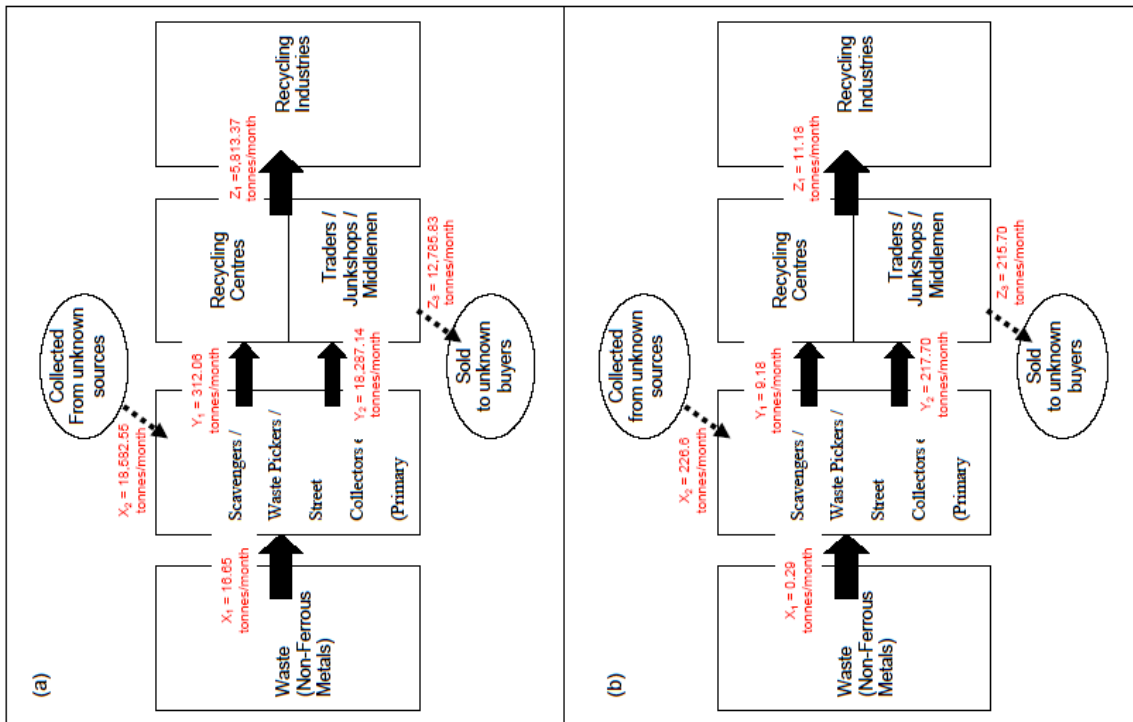 (a)
Waste
(Non-Ferrous
Metals)
X₁ = 16.65
tonnes/month
X₂ = 18,582.55
tonnes/month
Collected
From unknown
sources
Scavengers /
Waste Pickers /
Street
Collectors є
(Primary
Y₁ = 312.06
tonnes/month
Y₂ = 18,287.14
tonnes/month
Recycling
Centres
Traders /
Junkshops /
Middlemen
Z₁ =5,813.37
tonnes/month
Z₃ = 12,785.83
tonnes/month
Sold
to unknown
buyers
Recycling
Industries
(b)
Waste
(Non-Ferrous
Metals)
X₁ = 0.29
tonnes/month
X₂ = 226.6
tonnes/month
Collected
from unknown
sources
Scavengers /
Waste Pickers /
Street
Collectors є
(Primary
Y₁ = 9.18
tonnes/month
Y₂ = 217.70
tonnes/month
Recycling
Centres
Traders /
Junkshops /
Middlemen
Z₁ = 11.18
tonnes/month
Z₃ = 215.70
tonnes/month
Sold
to unknown
buyers
Recycling
Industries